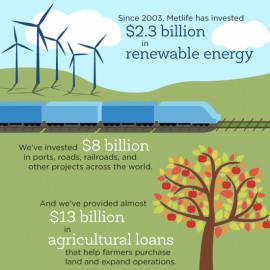 Since 2003, Metlife has invested
$2.3 billion
in
renewable energy
We've invested $8 billion
in ports, roads, railroads, and
other projects across the world.
And we've provided almost
$13 billion
in
agricultural loans
that help farmers purchase
land and expand operations.